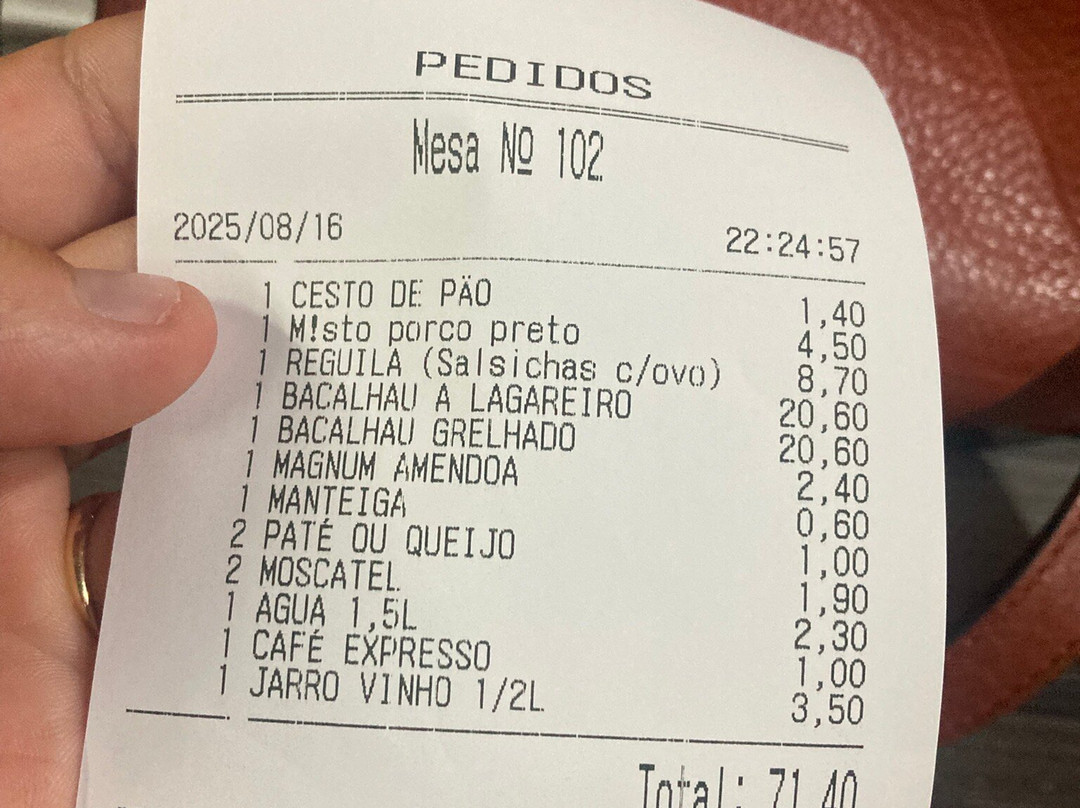 PEDIDOS
Mesa Nº 102
2025/08/16 22:24:57
1 CESTO DE PÄO 1,40
1 M!sto porco preto 4,50
1 REGUILA (Salsichas c/ovo) 8,70
1 BACALHAU A LAGAREIRO 20,60
1 BACALHAU GRELHADO 20,60
1 MAGNUM AMENDOA 2,40
1 MANTEIGA 0,60
2 PATÉ OU QUEIJO 1,00
2 MOSCATEL 1,90
1 AGUA 1,5L 2,30
1 CAFÉ EXPRESSO 1,00
1 JARRO VINHO 1/2L 3,50
Total: 71,40